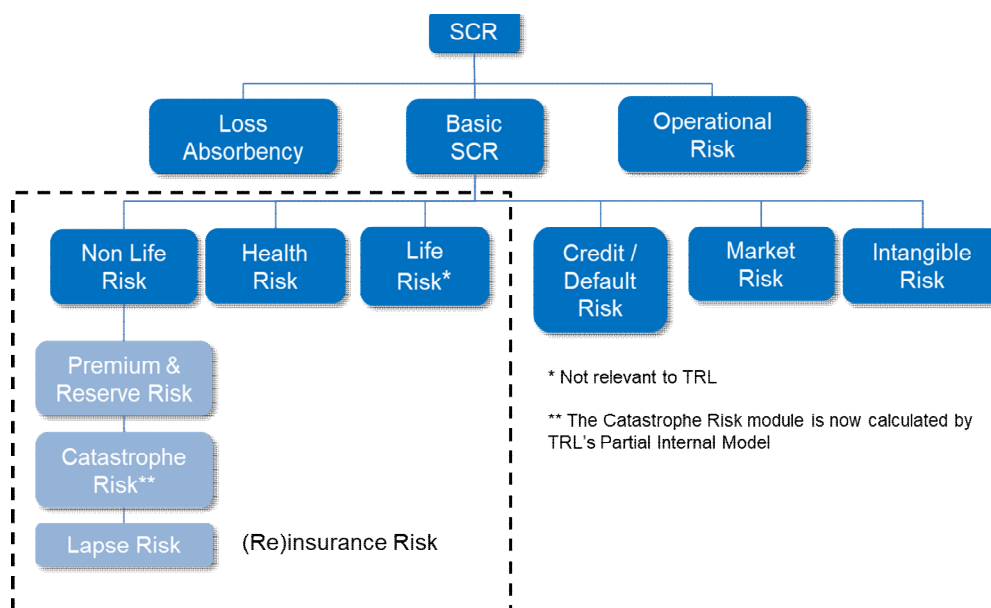 SCR
Loss
Absorbency
Basic
SCR
Operational
Risk
Non Life
Risk
Health
Risk
Life
Risk*
Credit /
Default
Risk
Market
Risk
Intangible
Risk
Premium &
Reserve Risk
Catastrophe
Risk**
Lapse Risk
(Re)insurance Risk
* Not relevant to TRL
** The Catastrophe Risk module is now calculated by
TRL's Partial Internal Model